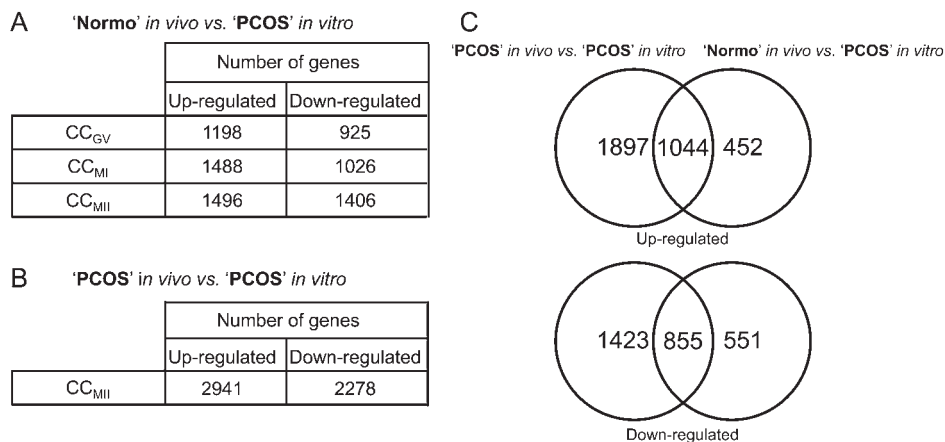 A 'Normo' in vivo vs. 'PCOS' in vitro
Number of genes
Up-regulated Down-regulated
CCGV 1198 925
CCMI 1488 1026
CCMII 1496 1406
B 'PCOS' in vivo vs. 'PCOS' in vitro
Number of genes
Up-regulated Down-regulated
CCMII 2941 2278
C
'PCOS' in vivo vs. 'PCOS' in vitro 'Normo' in vivo vs. 'PCOS' in vitro
1897 1044 452
Up-regulated
1423 855 551
Down-regulated